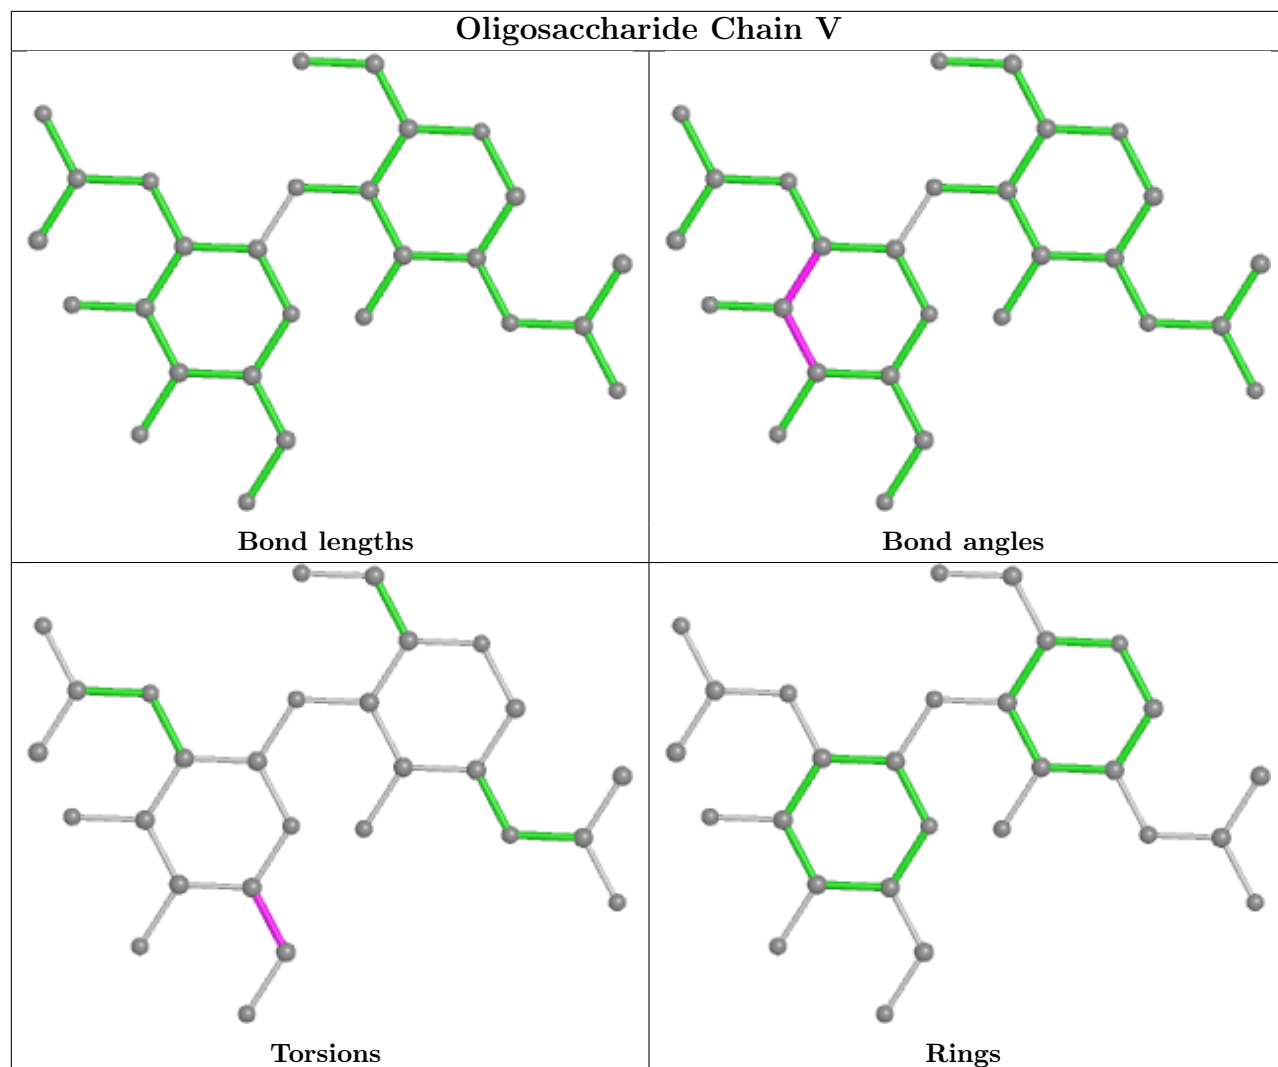 Oligosaccharide Chain V
Bond lengths
Bond angles
Torsions
Rings